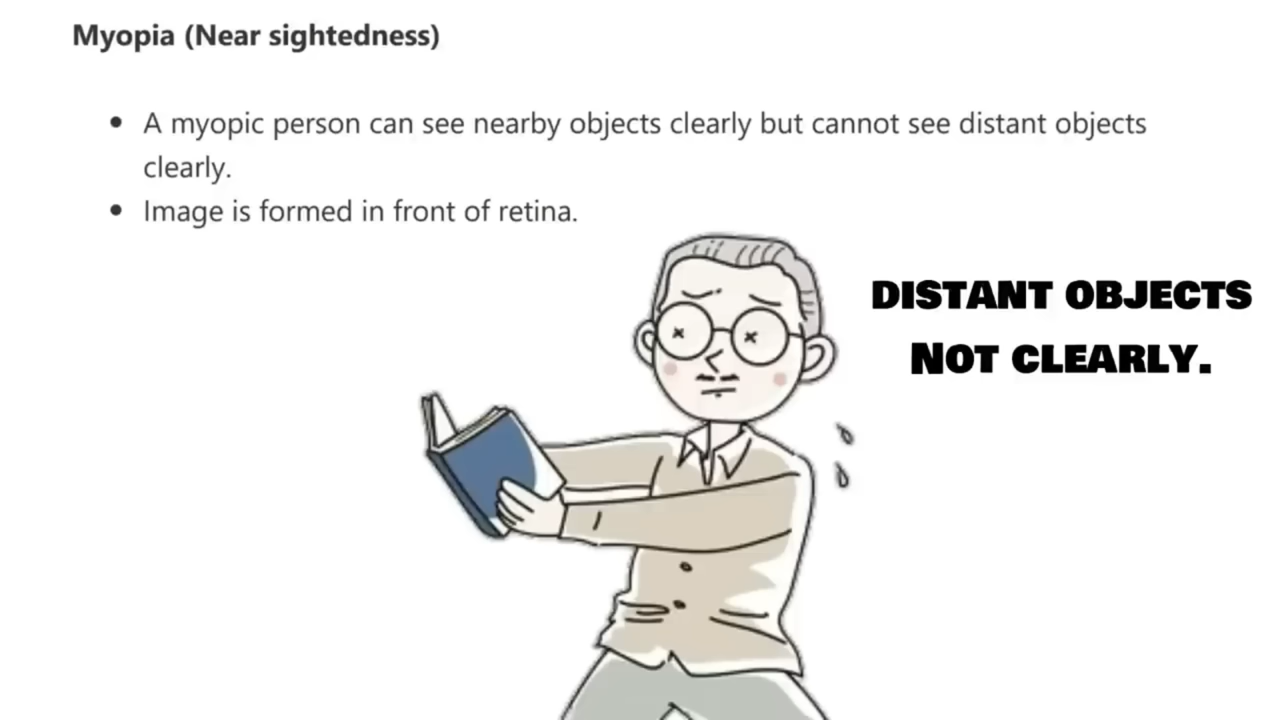 Myopia (Near sightedness)
• A myopic person can see nearby objects clearly but cannot see distant objects
clearly.
• Image is formed in front of retina.
DISTANT OBJECTS
NOT CLEARLY.